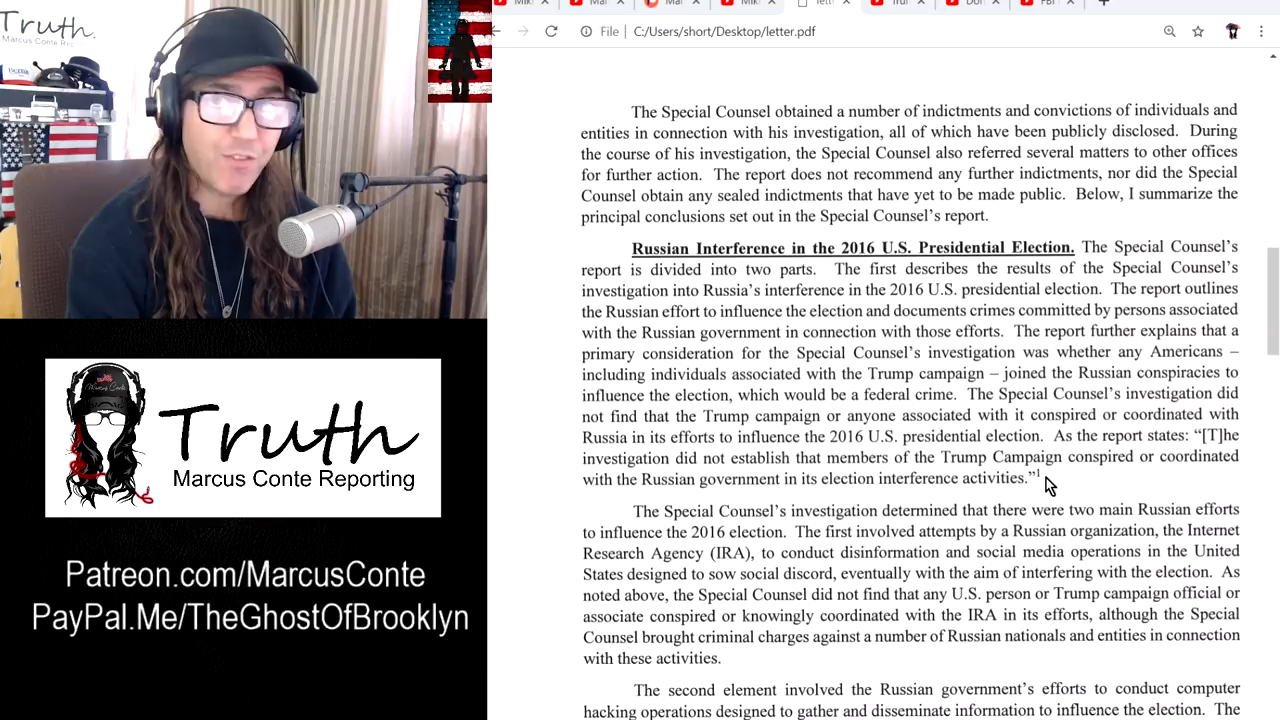 Truth.
Marcus Conte Rep
File
C:/Users/short/Desktop/letter.pdf
The Special Counsel obtained a number of indictments and convictions of individuals and
entities in connection with his investigation, all of which have been publicly disclosed. During
the course of his investigation, the Special Counsel also referred several matters to other offices
for further action. The report does not recommend any further indictments, nor did the Special
Counsel obtain any sealed indictments that have yet to be made public. Below, I summarize the
principal conclusions set out in the Special Counsel's report.
Russian Interference in the 2016 U.S. Presidential Election. The Special Counsel's
report is divided into two parts. The first describes the results of the Special Counsel's
investigation into Russia's interference in the 2016 U.S. presidential election. The report outlines
the Russian effort to influence the election and documents crimes committed by persons associated
with the Russian government in connection with those efforts. The report further explains that a
primary consideration for the Special Counsel's investigation was whether any Americans –
including individuals associated with the Trump campaign – joined the Russian conspiracies to
influence the election, which would be a federal crime. The Special Counsel's investigation did
not find that the Trump campaign or anyone associated with it conspired or coordinated with
Russia in its efforts to influence the 2016 U.S. presidential election. As the report states: “[T]he
investigation did not establish that members of the Trump Campaign conspired or coordinated
with the Russian government in its election interference activities.”1
The Special Counsel's investigation determined that there were two main Russian efforts
to influence the 2016 election. The first involved attempts by a Russian organization, the Internet
Research Agency (IRA), to conduct disinformation and social media operations in the United
States designed to sow social discord, eventually with the aim of interfering with the election. As
noted above, the Special Counsel did not find that any U.S. person or Trump campaign official or
associate conspired or knowingly coordinated with the IRA in its efforts, although the Special
Counsel brought criminal charges against a number of Russian nationals and entities in connection
with these activities.
The second element involved the Russian government's efforts to conduct computer
hacking operations designed to gather and disseminate information to influence the election. The
Truth
Marcus Conte Reporting
Patreon.com/MarcusConte
PayPal.Me/TheGhostOfBrooklyn